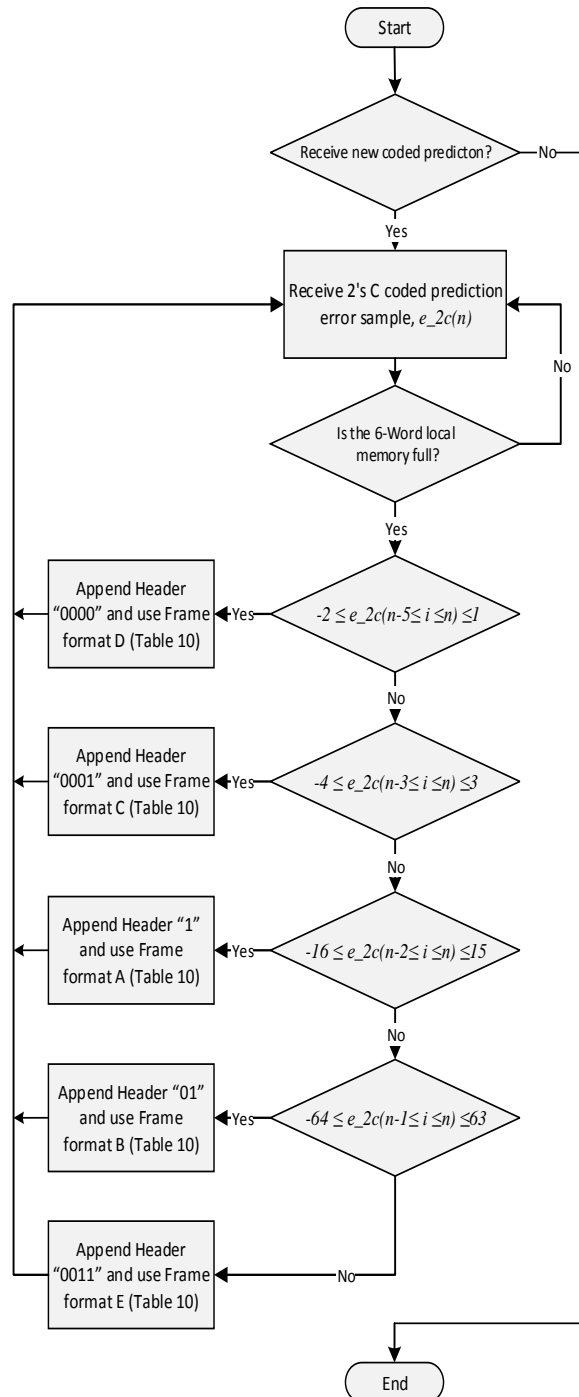 Start
Receive new coded predicton?
No
Yes
Receive 2's C coded prediction
error sample, e_2c(n)
No
Is the 6-Word local
memory full?
Yes
Append Header
“0000” and use Frame
format D (Table 10)
Yes
-2 ≤ e_2c(n-5≤ i ≤n) ≤1
No
Append Header
“0001” and use Frame
format C (Table 10)
Yes
-4 ≤ e_2c(n-3≤ i ≤n) ≤3
No
Append Header “1”
and use Frame
format A (Table 10)
Yes
-16 ≤ e_2c(n-2≤ i ≤n) ≤15
No
Append Header “01”
and use Frame
format B (Table 10)
Yes
-64 ≤ e_2c(n-1≤ i ≤n) ≤63
Append Header
“0011” and use Frame
format E (Table 10)
No
End